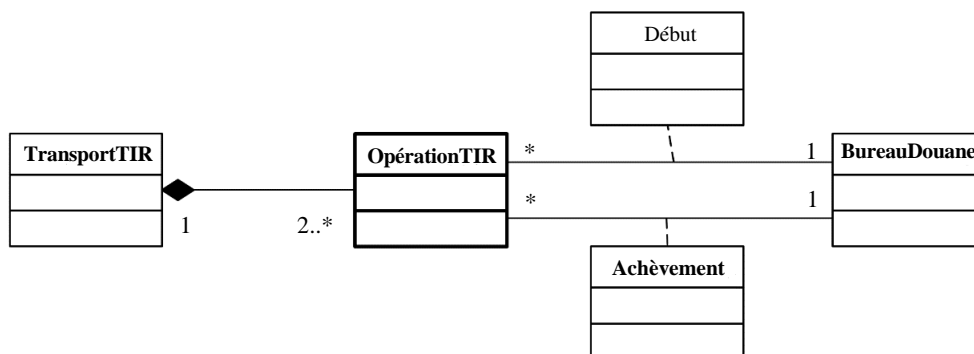 Début
TransportTIR
OpérationTIR
BureauDouane
* 1
* 1
1 2..*
Achèvement